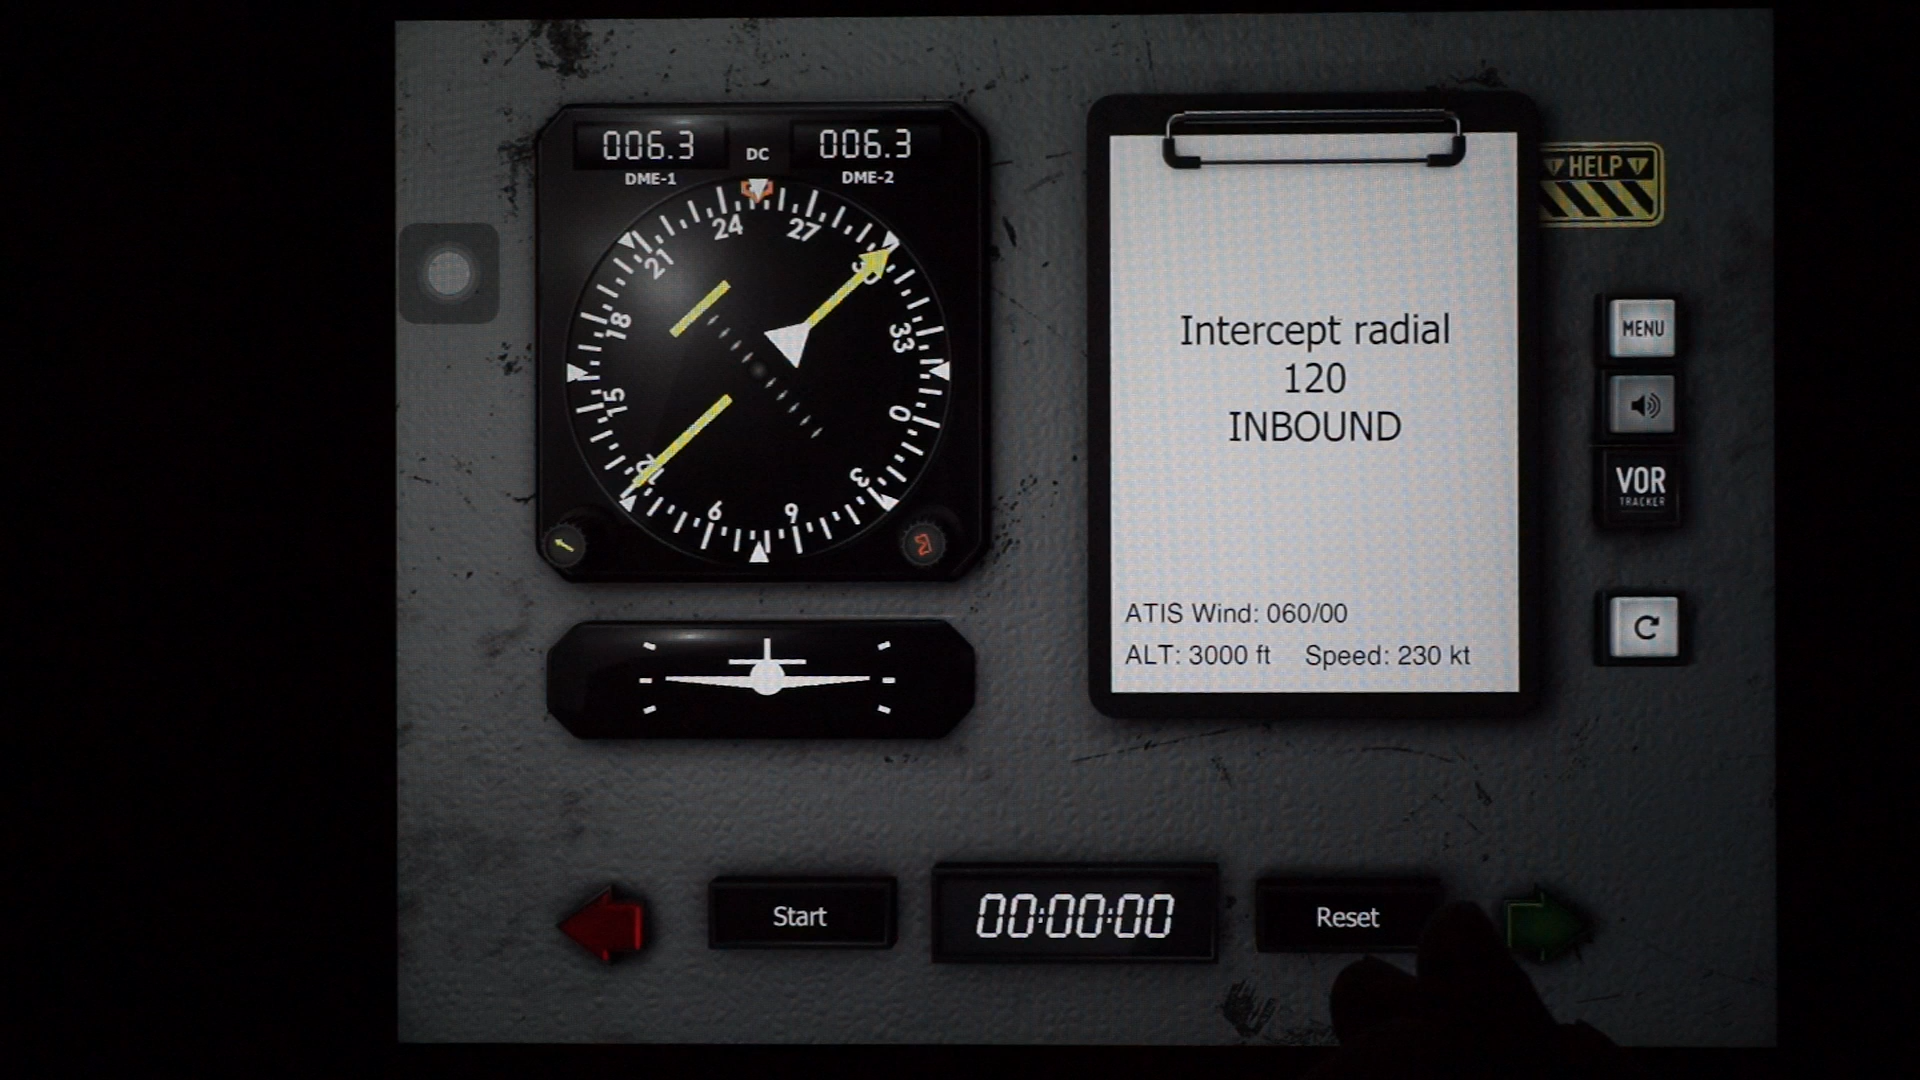 006.3
DC
006.3
DME-1
DME-2
24
27
21
30
18
33
15
0
12
3
9
6
HELP
Intercept radial
120
INBOUND
ATIS Wind: 060/00
ALT: 3000 ft Speed: 230 kt
MENU
VOR
TRACKER
Start
00:00:00
Reset